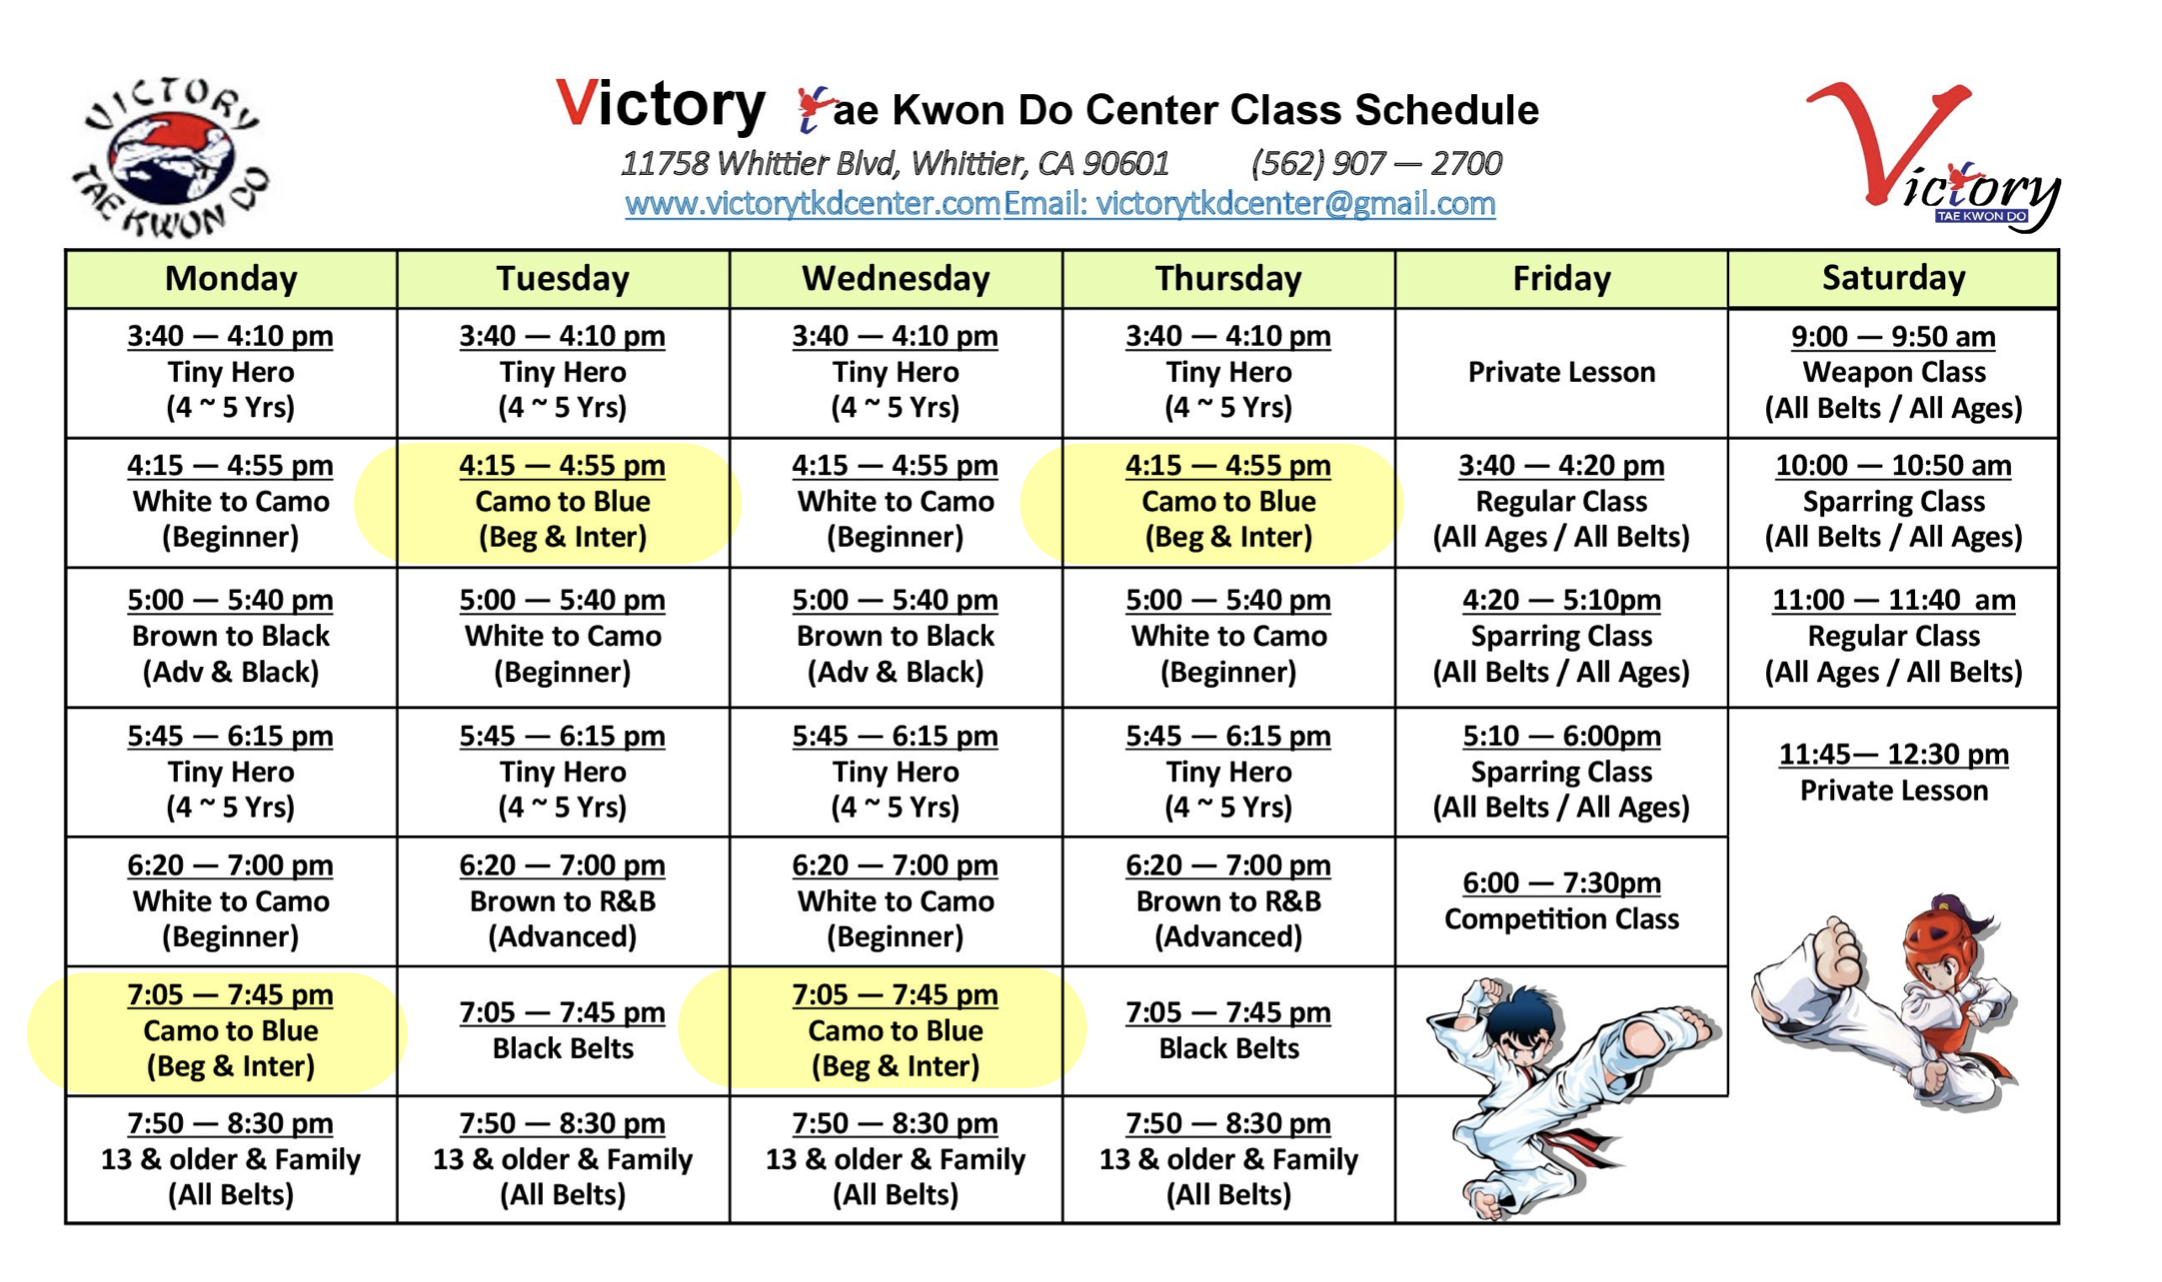 VICTORY
TAE KWON DO
Victory Tae Kwon Do Center Class Schedule
11758 Whittier Blvd, Whittier, CA 90601 (562) 907 — 2700
www.victorytkdcenter.com Email: victorytkdcenter@gmail.com
Victory
TAE KWON DO
Monday Tuesday Wednesday Thursday Friday Saturday
3:40 — 4:10 pm
Tiny Hero
(4 ~ 5 Yrs)
3:40 — 4:10 pm
Tiny Hero
(4 ~ 5 Yrs)
3:40 — 4:10 pm
Tiny Hero
(4 ~ 5 Yrs)
3:40 — 4:10 pm
Tiny Hero
(4 ~ 5 Yrs)
Private Lesson
9:00 — 9:50 am
Weapon Class
(All Belts / All Ages)
4:15 — 4:55 pm
White to Camo
(Beginner)
4:15 — 4:55 pm
Camo to Blue
(Beg & Inter)
4:15 — 4:55 pm
White to Camo
(Beginner)
4:15 — 4:55 pm
Camo to Blue
(Beg & Inter)
3:40 — 4:20 pm
Regular Class
(All Ages / All Belts)
10:00 — 10:50 am
Sparring Class
(All Belts / All Ages)
5:00 — 5:40 pm
Brown to Black
(Adv & Black)
5:00 — 5:40 pm
White to Camo
(Beginner)
5:00 — 5:40 pm
Brown to Black
(Adv & Black)
5:00 — 5:40 pm
White to Camo
(Beginner)
4:20 — 5:10pm
Sparring Class
(All Belts / All Ages)
11:00 — 11:40 am
Regular Class
(All Ages / All Belts)
5:45 — 6:15 pm
Tiny Hero
(4 ~ 5 Yrs)
5:45 — 6:15 pm
Tiny Hero
(4 ~ 5 Yrs)
5:45 — 6:15 pm
Tiny Hero
(4 ~ 5 Yrs)
5:45 — 6:15 pm
Tiny Hero
(4 ~ 5 Yrs)
5:10 — 6:00pm
Sparring Class
(All Belts / All Ages)
11:45— 12:30 pm
Private Lesson
6:20 — 7:00 pm
White to Camo
(Beginner)
6:20 — 7:00 pm
Brown to R&B
(Advanced)
6:20 — 7:00 pm
White to Camo
(Beginner)
6:20 — 7:00 pm
Brown to R&B
(Advanced)
6:00 — 7:30pm
Competition Class
7:05 — 7:45 pm
Camo to Blue
(Beg & Inter)
7:05 — 7:45 pm
Black Belts
7:05 — 7:45 pm
Camo to Blue
(Beg & Inter)
7:05 — 7:45 pm
Black Belts
7:50 — 8:30 pm
13 & older & Family
(All Belts)
7:50 — 8:30 pm
13 & older & Family
(All Belts)
7:50 — 8:30 pm
13 & older & Family
(All Belts)
7:50 — 8:30 pm
13 & older & Family
(All Belts)